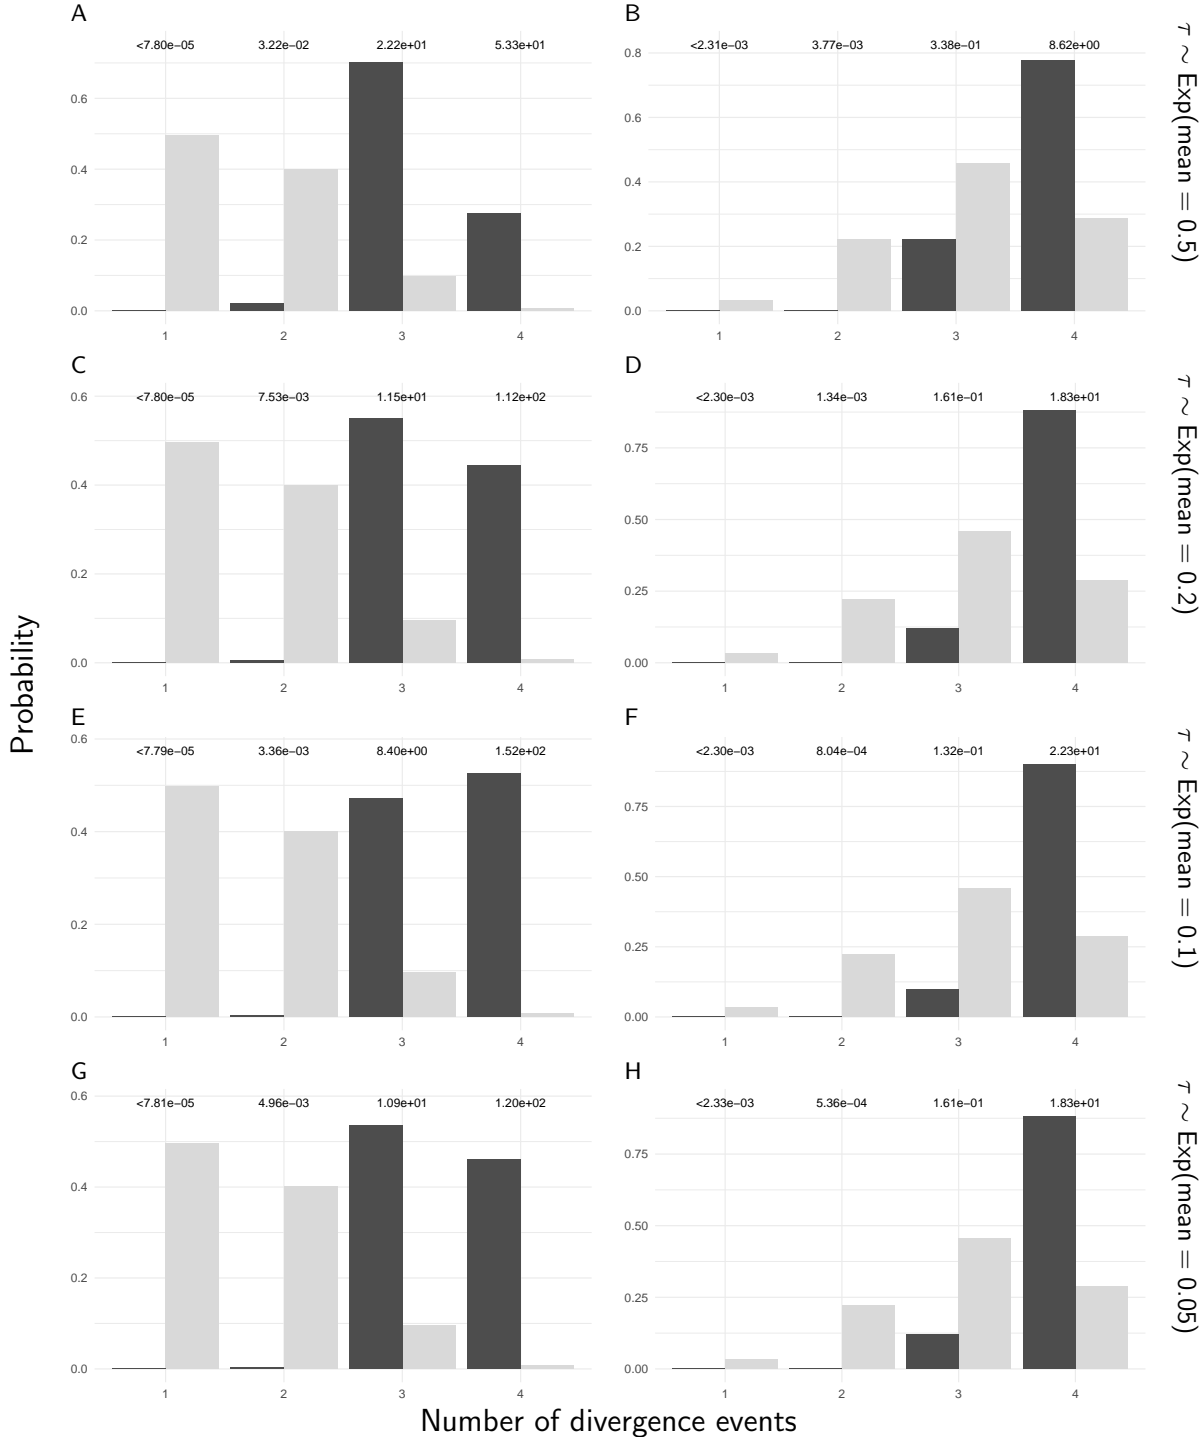 A
<7.80e−05 3.22e−02 2.22e+01 5.33e+01
0.6
0.4
0.2
0.0
1 2 3 4
B
<2.31e−03 3.77e−03 3.38e−01 8.62e+00
0.8
0.6
0.4
0.2
0.0
1 2 3 4
τ ∼ Exp(mean = 0.5)
C
<7.80e−05 7.53e−03 1.15e+01 1.12e+02
0.6
0.4
0.2
0.0
1 2 3 4
D
<2.30e−03 1.34e−03 1.61e−01 1.83e+01
0.75
0.50
0.25
0.00
1 2 3 4
τ ∼ Exp(mean = 0.2)
Probability
E
<7.79e−05 3.36e−03 8.40e+00 1.52e+02
0.6
0.4
0.2
0.0
1 2 3 4
F
<2.30e−03 8.04e−04 1.32e−01 2.23e+01
0.75
0.50
0.25
0.00
1 2 3 4
τ ∼ Exp(mean = 0.1)
G
<7.81e−05 4.96e−03 1.09e+01 1.20e+02
0.6
0.4
0.2
0.0
1 2 3 4
H
<2.33e−03 5.36e−04 1.61e−01 1.83e+01
0.75
0.50
0.25
0.00
1 2 3 4
τ ∼ Exp(mean = 0.05)
Number of divergence events